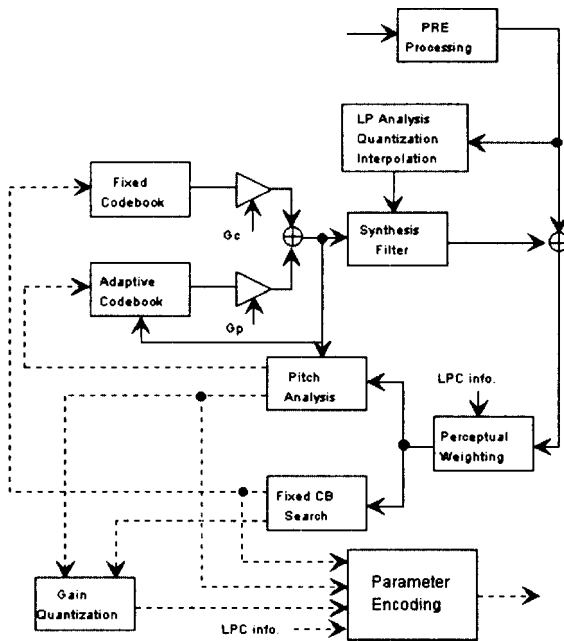 PRE
Processing
LP Analysis
Quantization
Interpolation
Fixed
Codebook
Gc
Synthesis
Filter
Adaptive
Codebook
Gp
Pitch
Analysis
LPC info.
Perceptual
Weighting
Fixed CB
Search
Gain
Quantization
Parameter
Encoding
LPC info.